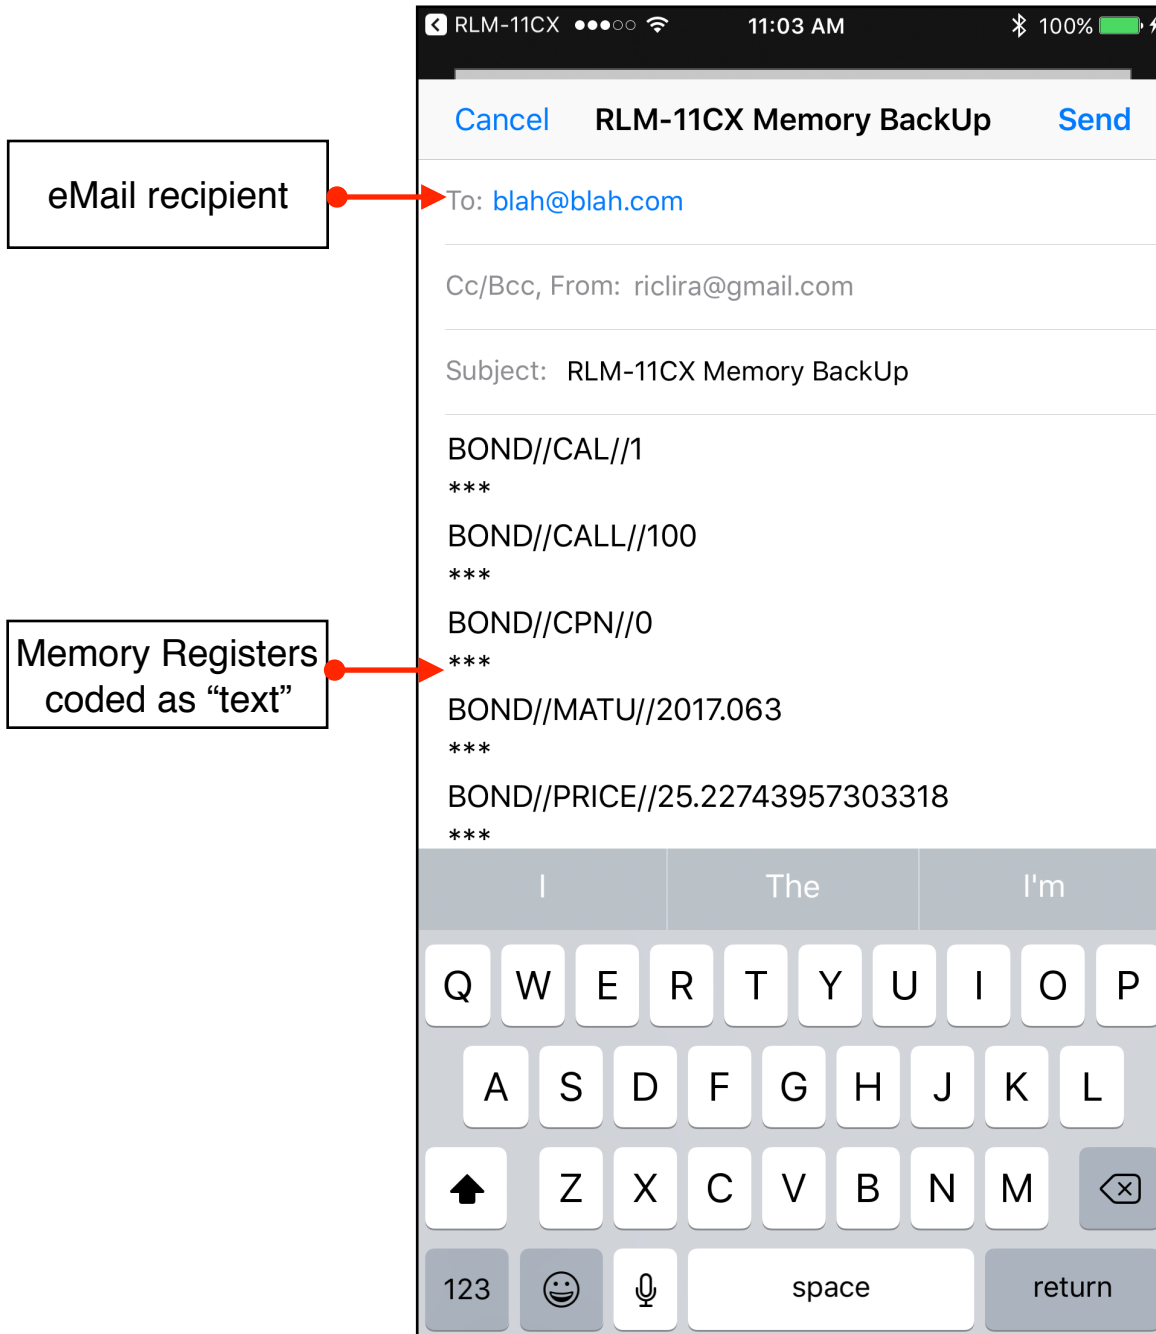 RLM-11CX 11:03 AM 100%
Cancel RLM-11CX Memory BackUp Send
eMail recipient
To: blah@blah.com
Cc/Bcc, From: riclira@gmail.com
Subject: RLM-11CX Memory BackUp
BOND//CAL//1
***
BOND//CALL//100
***
BOND//CPN//0
Memory Registers
coded as “text”
***
BOND//MATU//2017.063
***
BOND//PRICE//25.22743957303318
***
I The I'm
Q W E R T Y U I O P
A S D F G H J K L
Z X C V B N M
123 space return